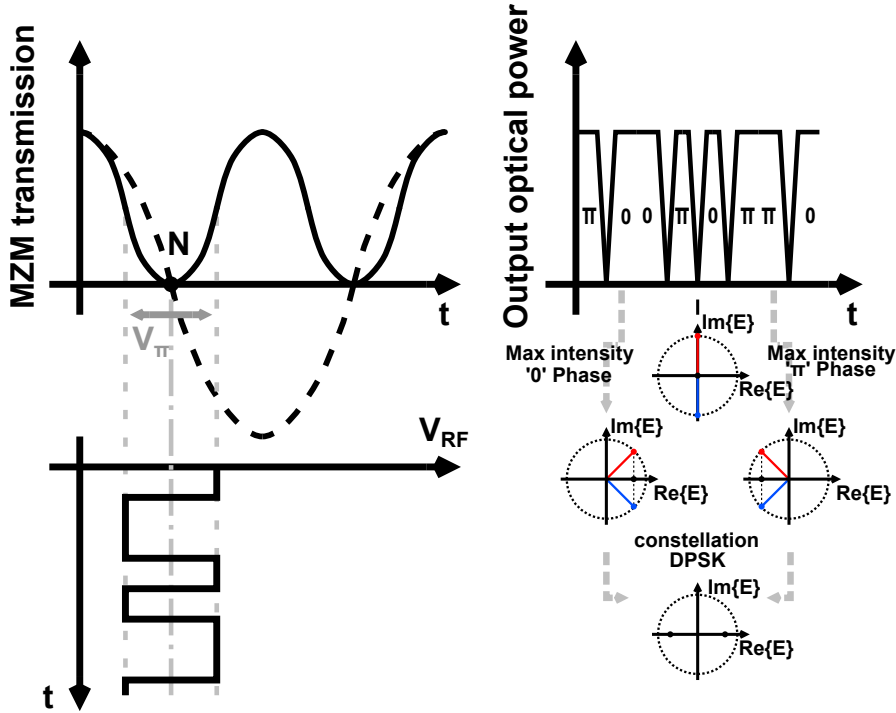 MZM transmission
N
t
Vπ
VRF
t
Output optical power
π 0 0 π 0 π π 0
t
Im{E}
Max intensity
'0' Phase
Max intensity
'π' Phase
Re{E}
Im{E}
Re{E}
Im{E}
Re{E}
constellation
DPSK
Im{E}
Re{E}